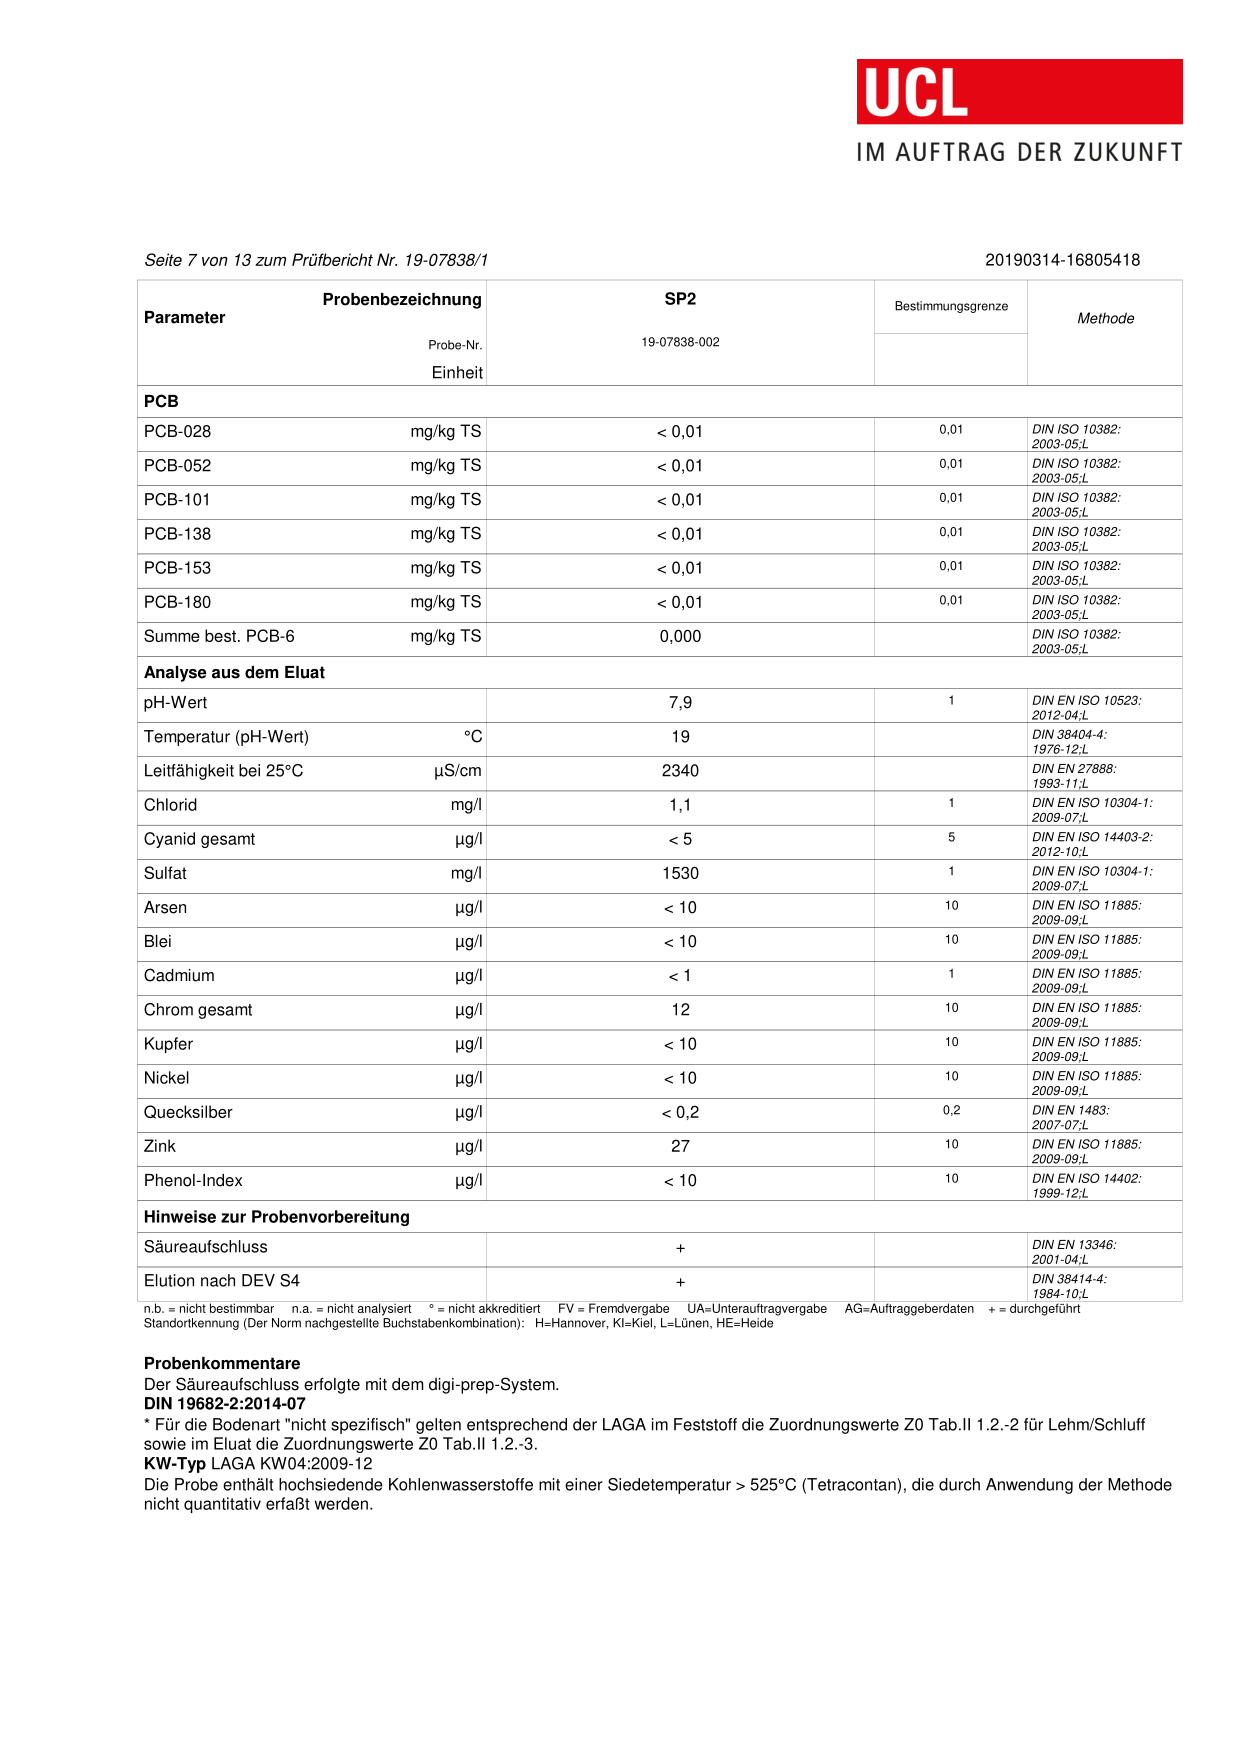 UCL
IM AUFTRAG DER ZUKUNFT
Seite 7 von 13 zum Prüfbericht Nr. 19-07838/1 20190314-16805418
Probenbezeichnung SP2 Bestimmungsgrenze
Parameter Methode
Probe-Nr. 19-07838-002
Einheit
PCB
PCB-028 mg/kg TS < 0,01 0,01 DIN ISO 10382:
2003-05;L
PCB-052 mg/kg TS < 0,01 0,01 DIN ISO 10382:
2003-05;L
PCB-101 mg/kg TS < 0,01 0,01 DIN ISO 10382:
2003-05;L
PCB-138 mg/kg TS < 0,01 0,01 DIN ISO 10382:
2003-05;L
PCB-153 mg/kg TS < 0,01 0,01 DIN ISO 10382:
2003-05;L
PCB-180 mg/kg TS < 0,01 0,01 DIN ISO 10382:
2003-05;L
Summe best. PCB-6 mg/kg TS 0,000 DIN ISO 10382:
2003-05;L
Analyse aus dem Eluat
pH-Wert 7,9 1 DIN EN ISO 10523:
2012-04;L
Temperatur (pH-Wert) °C 19 DIN 38404-4:
1976-12;L
Leitfähigkeit bei 25°C µS/cm 2340 DIN EN 27888:
1993-11;L
Chlorid mg/l 1,1 1 DIN EN ISO 10304-1:
2009-07;L
Cyanid gesamt µg/l < 5 5 DIN EN ISO 14403-2:
2012-10;L
Sulfat mg/l 1530 1 DIN EN ISO 10304-1:
2009-07;L
Arsen µg/l < 10 10 DIN EN ISO 11885:
2009-09;L
Blei µg/l < 10 10 DIN EN ISO 11885:
2009-09;L
Cadmium µg/l < 1 1 DIN EN ISO 11885:
2009-09;L
Chrom gesamt µg/l 12 10 DIN EN ISO 11885:
2009-09;L
Kupfer µg/l < 10 10 DIN EN ISO 11885:
2009-09;L
Nickel µg/l < 10 10 DIN EN ISO 11885:
2009-09;L
Quecksilber µg/l < 0,2 0,2 DIN EN 1483:
2007-07;L
Zink µg/l 27 10 DIN EN ISO 11885:
2009-09;L
Phenol-Index µg/l < 10 10 DIN EN ISO 14402:
1999-12;L
Hinweise zur Probenvorbereitung
Säureaufschluss + DIN EN 13346:
2001-04;L
Elution nach DEV S4 + DIN 38414-4:
1984-10;L
n.b. = nicht bestimmbar n.a. = nicht analysiert ° = nicht akkreditiert FV = Fremdvergabe UA=Unterauftragvergabe AG=Auftraggeberdaten + = durchgeführt
Standortkennung (Der Norm nachgestellte Buchstabenkombination): H=Hannover, KI=Kiel, L=Lünen, HE=Heide
Probenkommentare
Der Säureaufschluss erfolgte mit dem digi-prep-System.
DIN 19682-2:2014-07
* Für die Bodenart "nicht spezifisch" gelten entsprechend der LAGA im Feststoff die Zuordnungswerte Z0 Tab.II 1.2.-2 für Lehm/Schluff
sowie im Eluat die Zuordnungswerte Z0 Tab.II 1.2.-3.
KW-Typ LAGA KW04:2009-12
Die Probe enthält hochsiedende Kohlenwasserstoffe mit einer Siedetemperatur > 525°C (Tetracontan), die durch Anwendung der Methode
nicht quantitativ erfaßt werden.